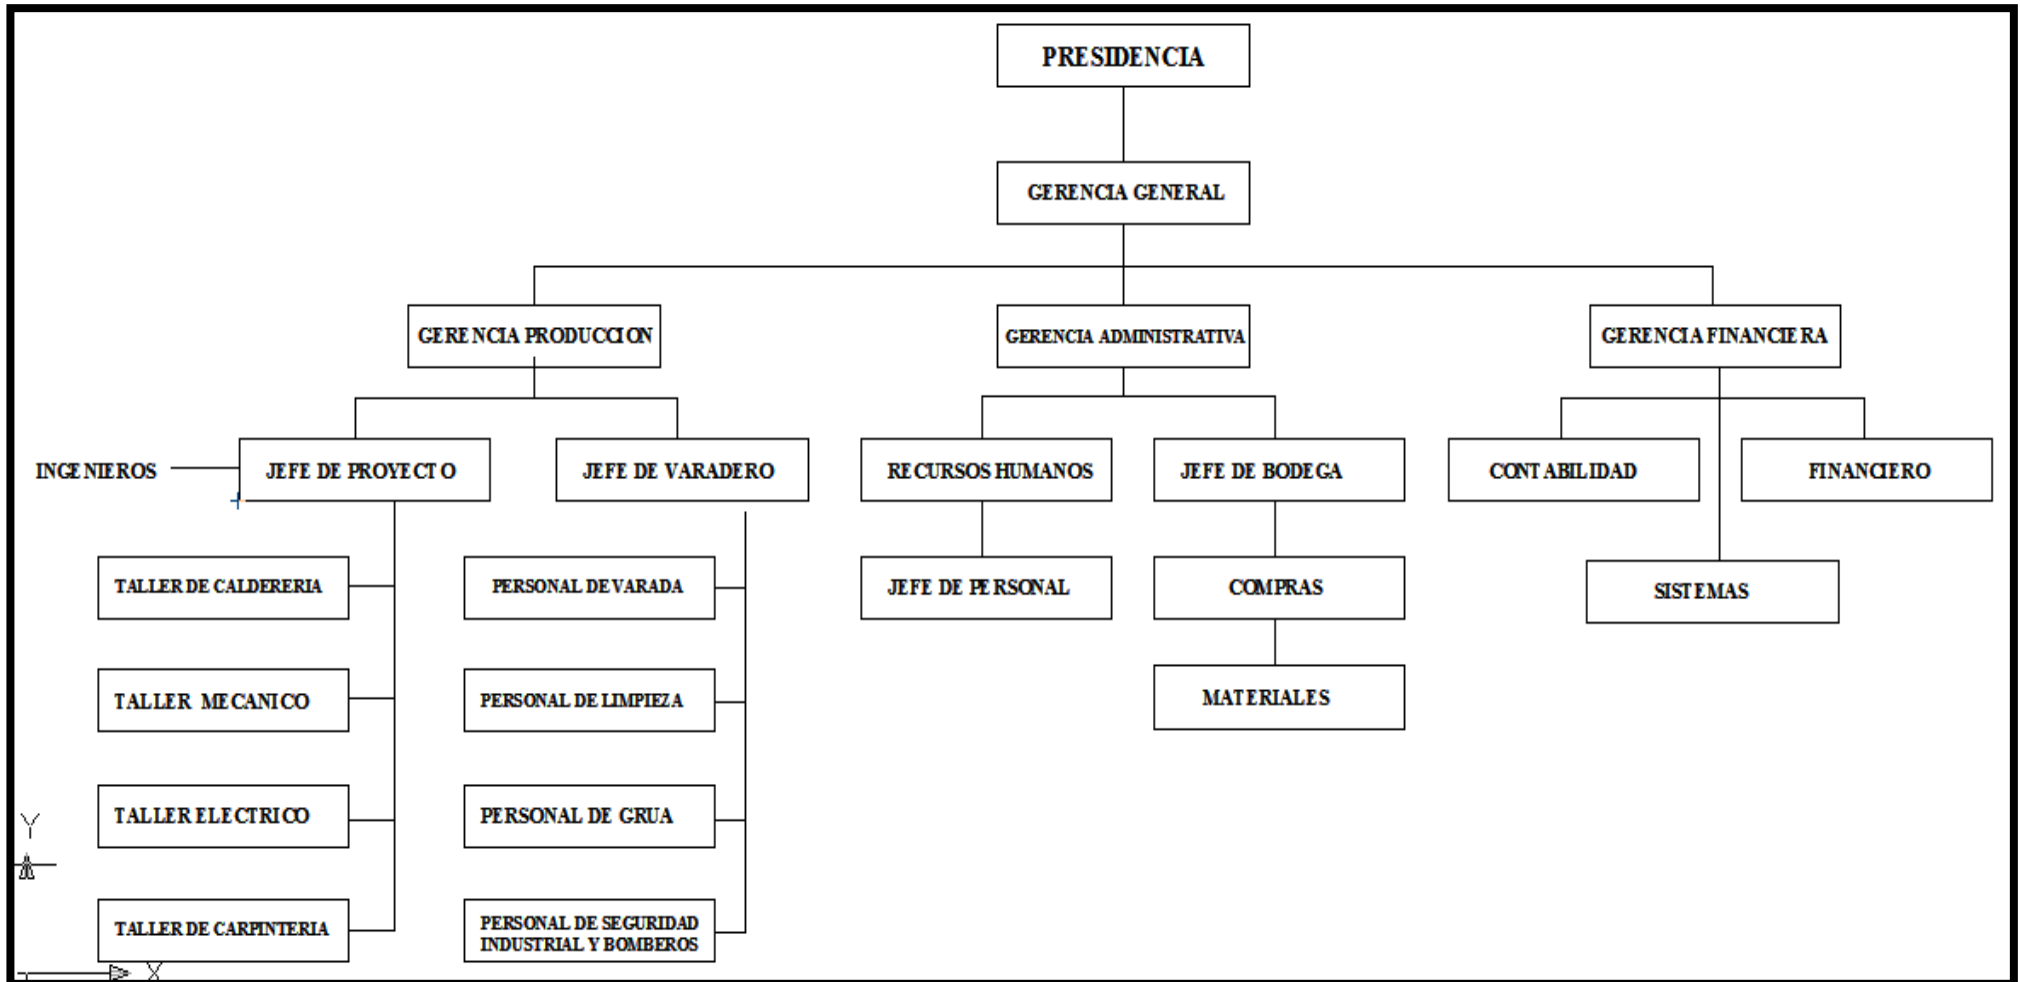 PRESIDENCIA
GERENCIA GENERAL
GERENCIA PRODUCCION
GERENCIA ADMINISTRATIVA
GERENCIA FINANCIERA
INGENIEROS
JEFE DE PROYECTO
JEFE DE VARADERO
RECURSOS HUMANOS
JEFE DE BODEGA
CONTABILIDAD
FINANCIERO
TALLER DE CALDERERIA
PERSONAL DE VARADA
JEFE DE PERSONAL
COMPRAS
SISTEMAS
TALLER MECANICO
PERSONAL DE LIMPIEZA
MATERIALES
TALLER ELECTRICO
PERSONAL DE GRUA
Y
TALLER DE CARPINTERIA
PERSONAL DE SEGURIDAD
INDUSTRIAL Y BOMBEROS
X